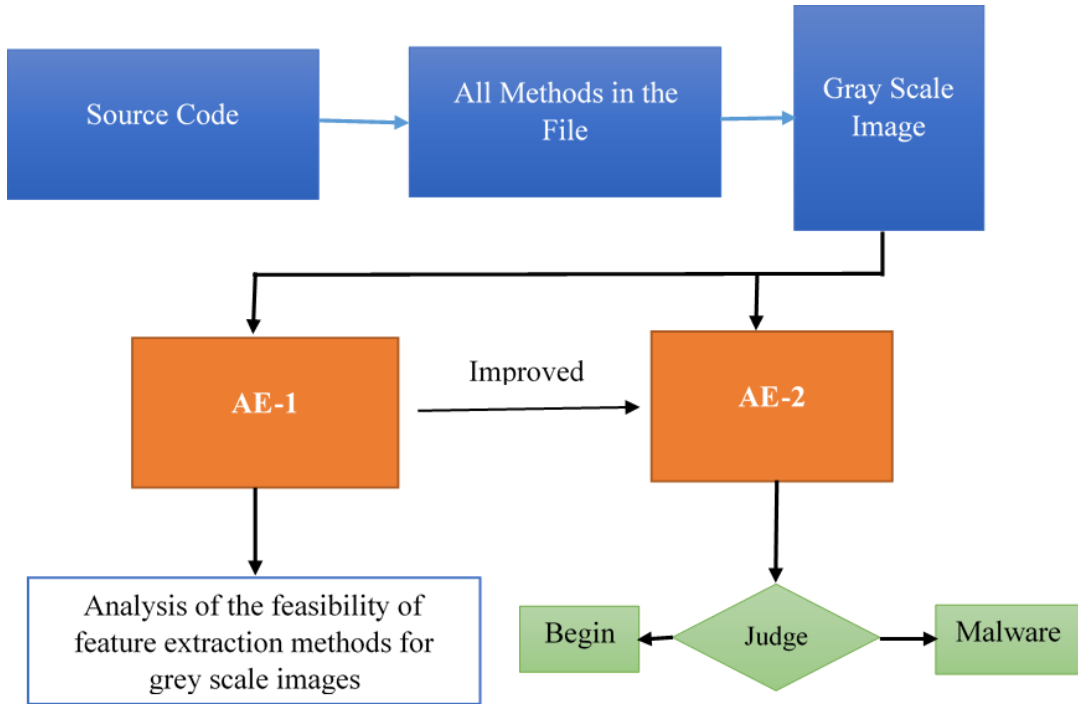 Source Code
All Methods in the
File
Gray Scale
Image
AE-1
Improved
AE-2
Analysis of the feasibility of
feature extraction methods for
grey scale images
Begin
Judge
Malware